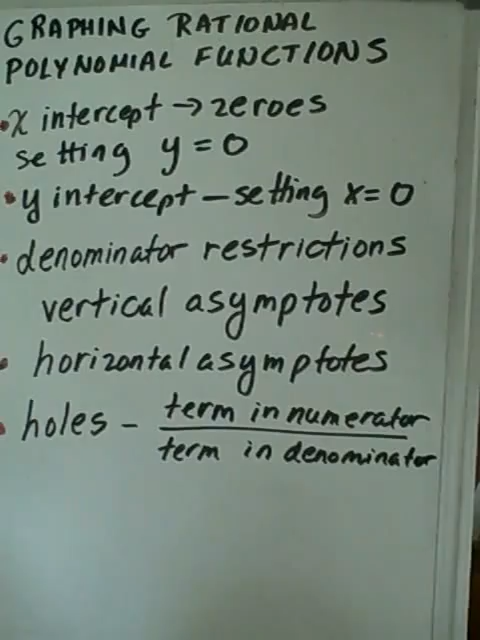 GRAPHING RATIONAL
POLYNOMIAL FUNCTIONS
• x intercept → zeroes
setting y = 0
• y intercept – setting x = 0
• denominator restrictions
vertical asymptotes
• horizontal asymptotes
• holes – term in numerator
term in denominator